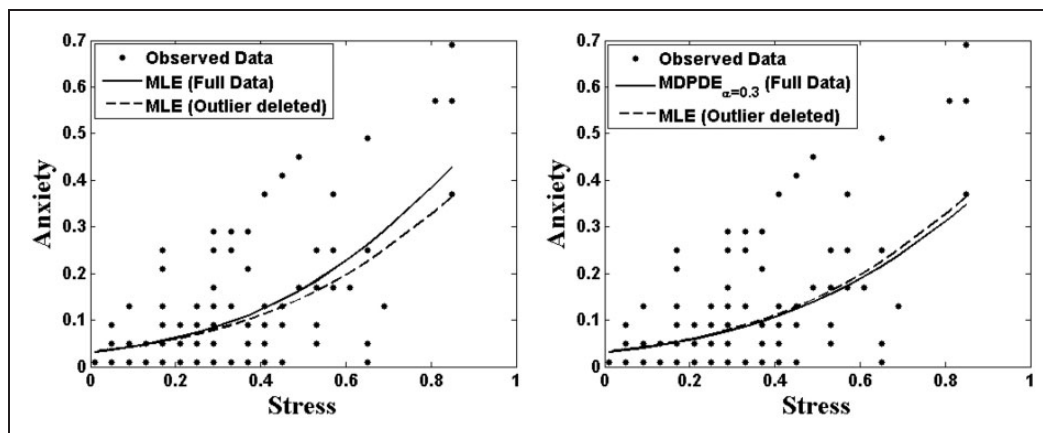 0.7
0.6
0.5
0.4
0.3
0.2
0.1
0
Anxiety
Observed Data
MLE (Full Data)
MLE (Outlier deleted)
0 0.2 0.4 0.6 0.8 1
Stress
0.7
0.6
0.5
0.4
0.3
0.2
0.1
0
Anxiety
Observed Data
MDPDEα=0.3 (Full Data)
MLE (Outlier deleted)
0 0.2 0.4 0.6 0.8 1
Stress